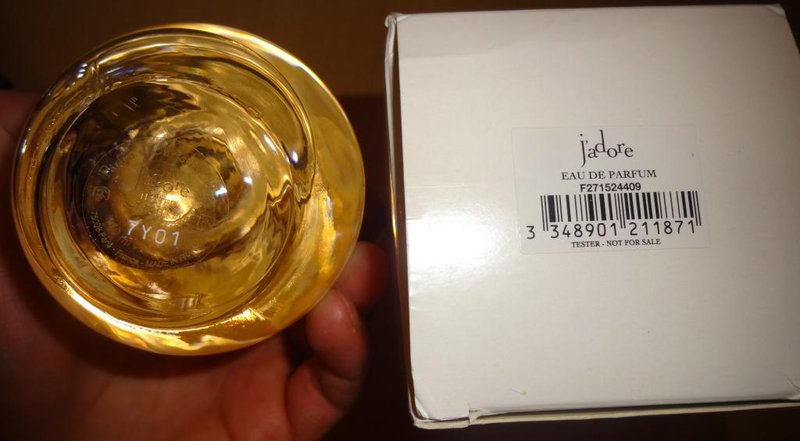 7Y01
j'adore
EAU DE PARFUM
F271524409
3 348901 211871
TESTER - NOT FOR SALE